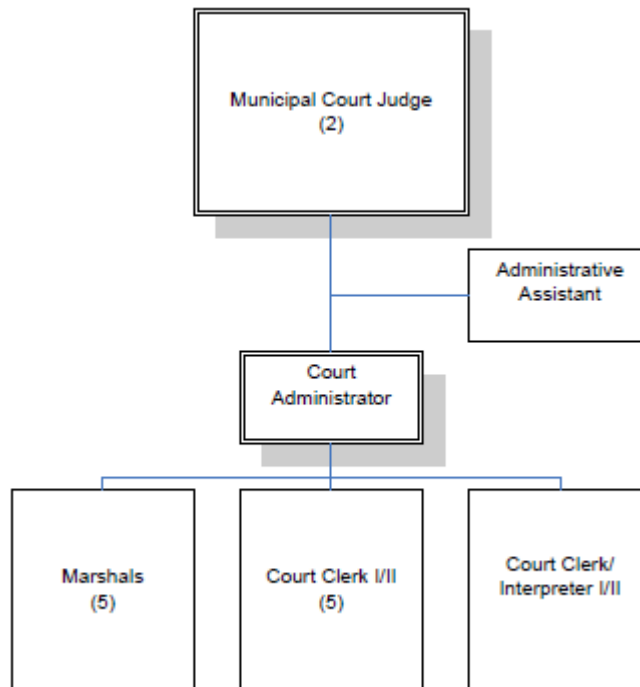 Municipal Court Judge
(2)
Administrative
Assistant
Court
Administrator
Marshals
(5)
Court Clerk I/II
(5)
Court Clerk/
Interpreter I/II